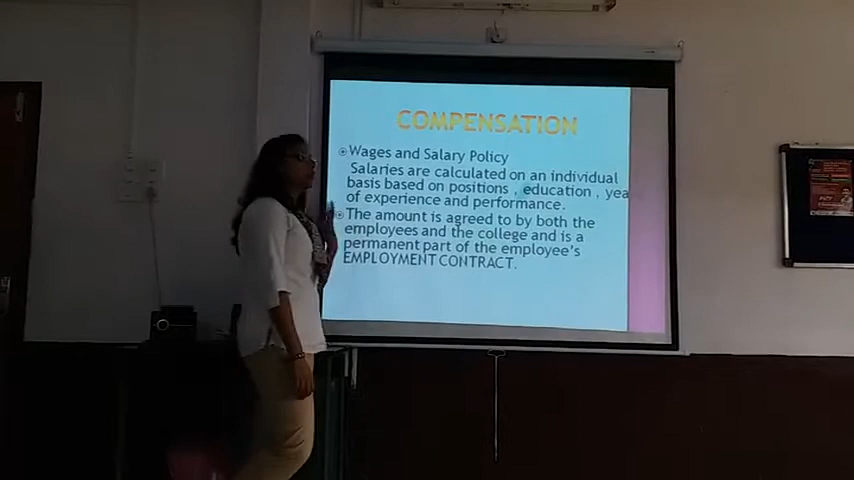 COMPENSATION
Wages and Salary Policy
Salaries are calculated on an individual
basis based on positions , education , yea
of experience and performance.
The amount is agreed to by both the
employees and the college and is a
permanent part of the employee's
EMPLOYMENT CONTRACT.